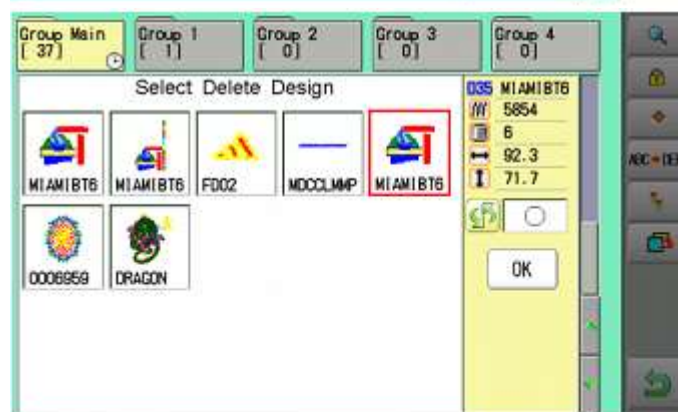 Group Main
[ 37]
Group 1
[ 1]
Group 2
[ 0]
Group 3
[ 0]
Group 4
[ 0]
Select Delete Design
MIAMIBT6
MIAMIBT6
FD02
MDCCLMMP
MIAMIBT6
0006959
DRAGON
035 MIAMIBT6
5854
6
92.3
71.7
OK
ABC